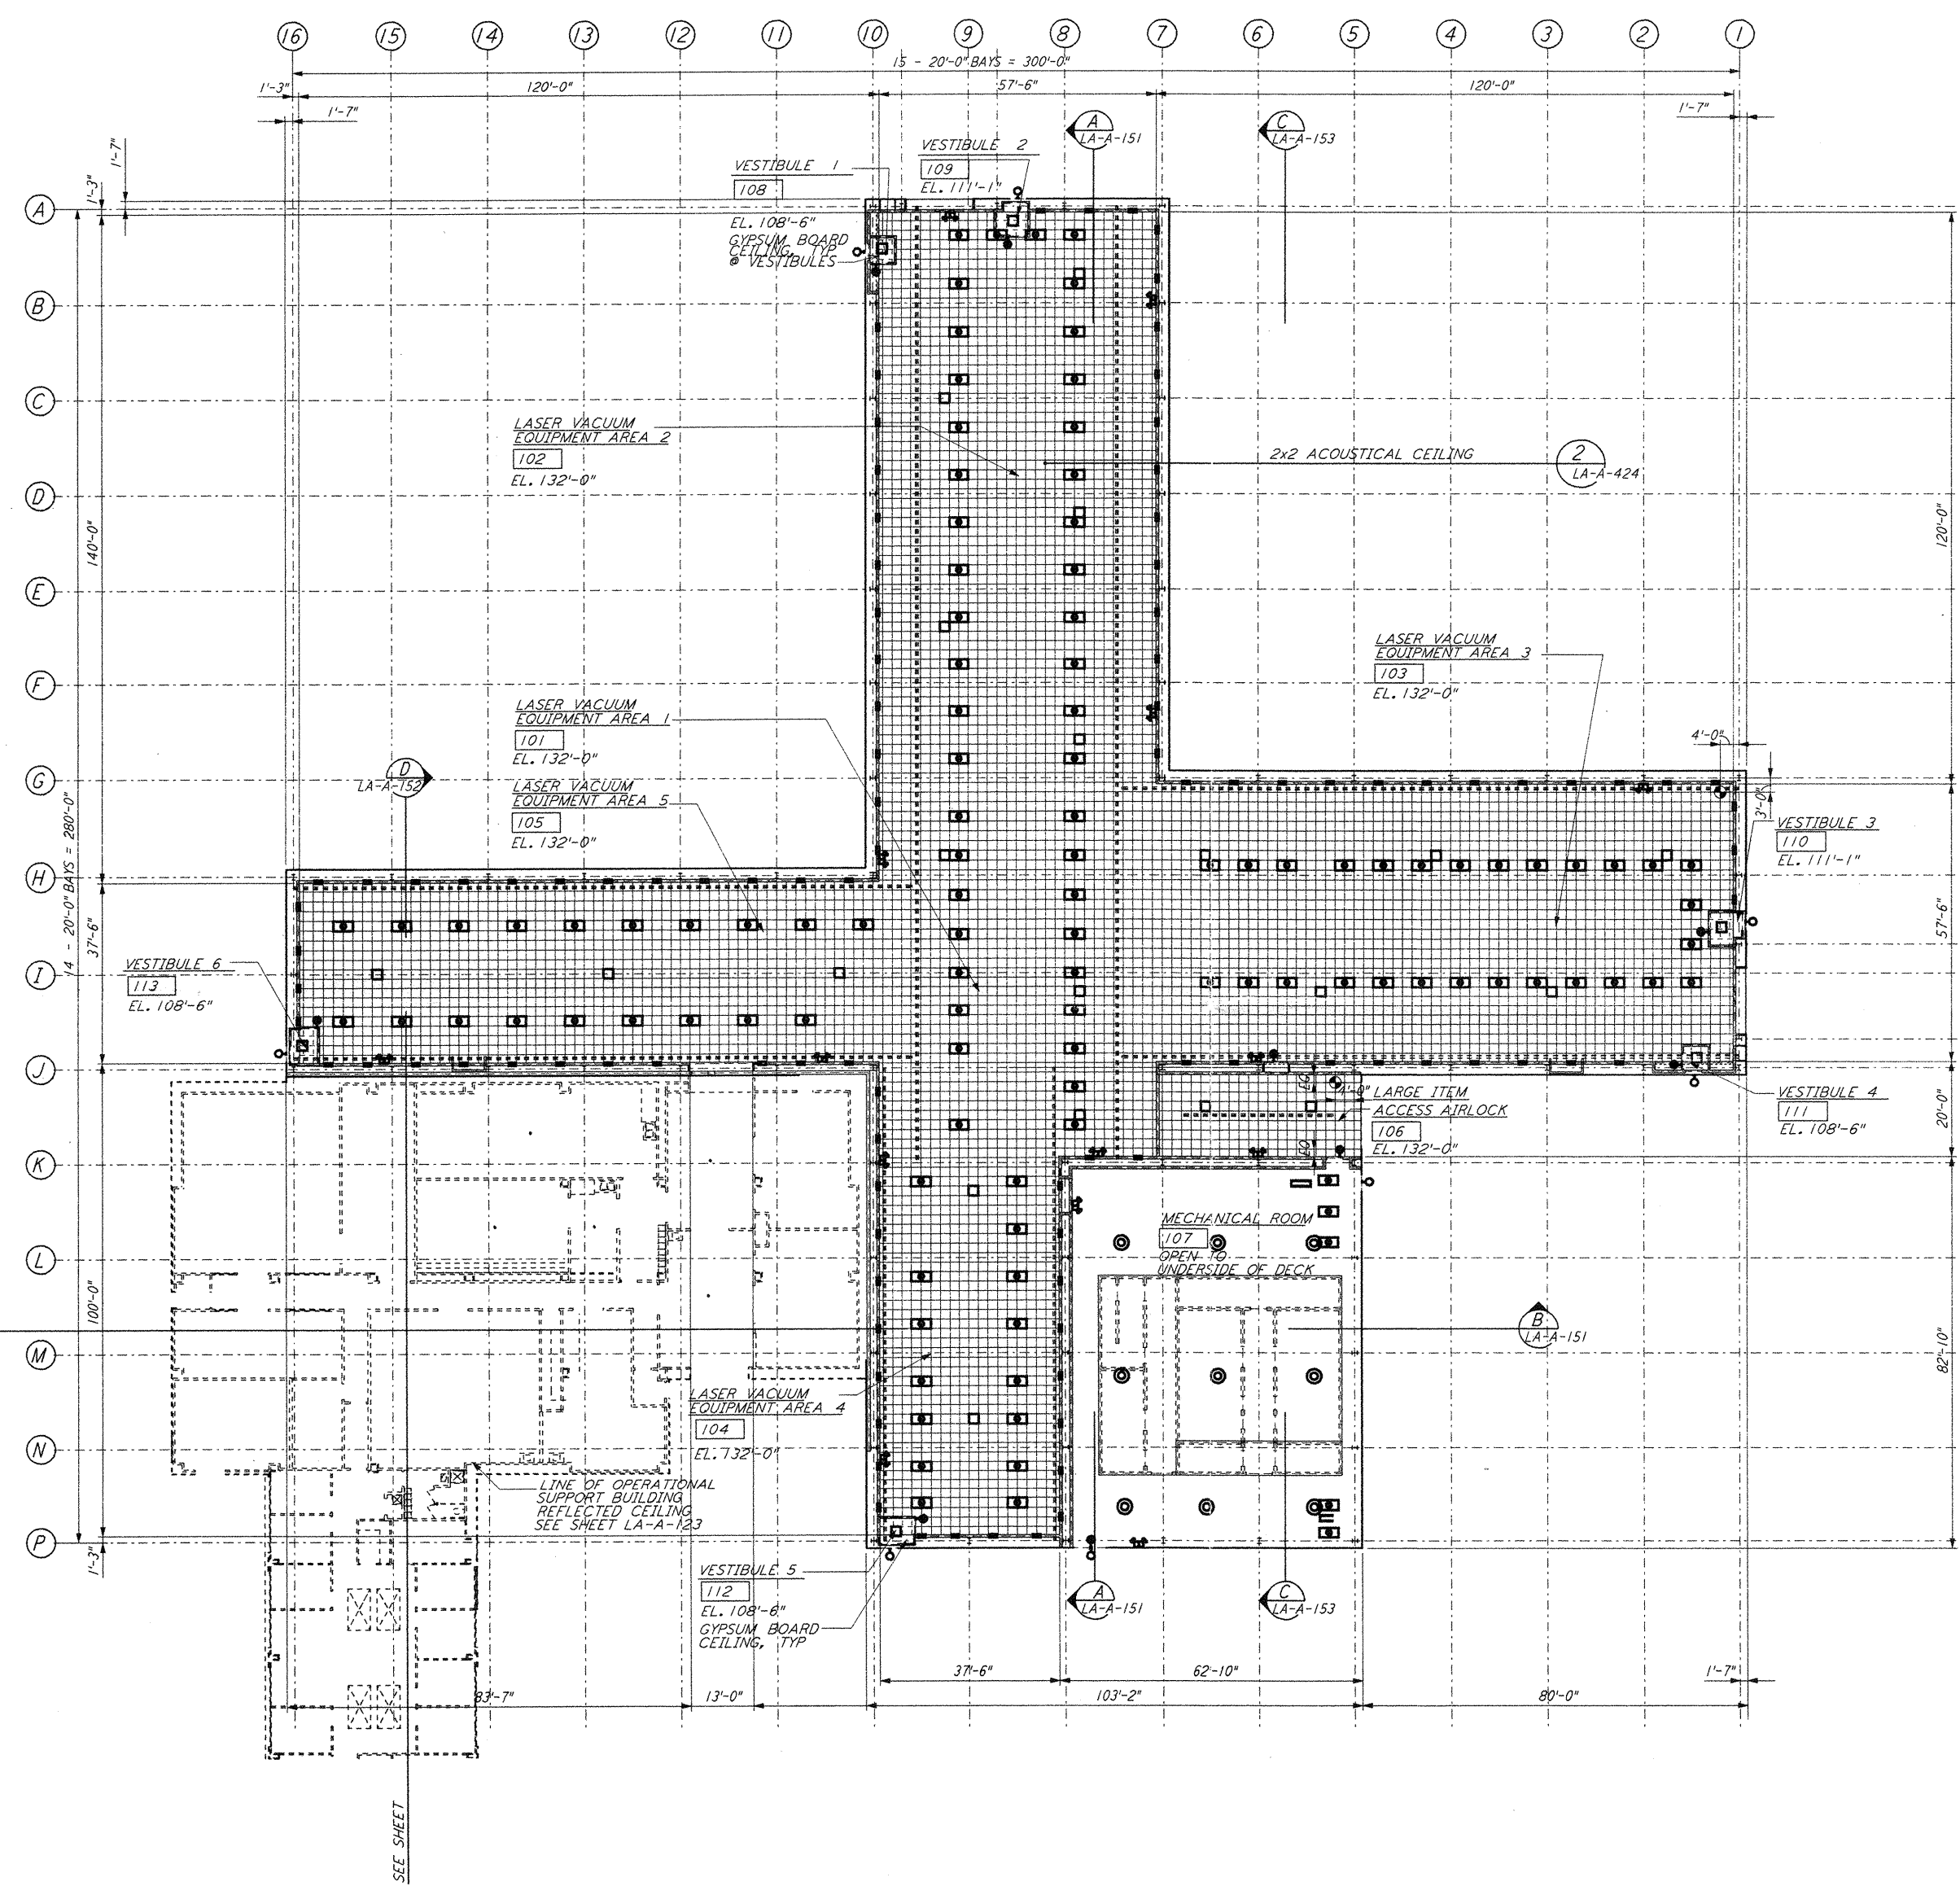 16 15 14 13 12 11 10 9 8 7 6 5 4 3 2 1
15 - 20'-0" BAYS = 300'-0"
1'-3" 120'-0" 57'-6" 120'-0"
1'-7" 1'-7"
1'-7"
1'-3"
A
LA-A-151
C
LA-A-153
VESTIBULE 1
108
EL. 108'-6"
GYPSUM BOARD
CEILING, TYP
@ VESTIBULES
VESTIBULE 2
109
EL. 111'-1"
A
B
C
D
E
F
G
H
I
J
K
L
M
N
P
14 - 20'-0" BAYS = 280'-0"
140'-0"
37'-6"
100'-0"
1'-3"
LASER VACUUM
EQUIPMENT AREA 2
102
EL. 132'-0"
2x2 ACOUSTICAL CEILING
2
LA-A-424
120'-0"
LASER VACUUM
EQUIPMENT AREA 3
103
EL. 132'-0"
LASER VACUUM
EQUIPMENT AREA 1
101
EL. 132'-0"
D
LA-A-152
LASER VACUUM
EQUIPMENT AREA 5
105
EL. 132'-0"
4'-0"
3'-0"
VESTIBULE 3
110
EL. 111'-1"
57'-6"
VESTIBULE 6
113
EL. 108'-6"
EQ
4'-0"
LARGE ITEM
ACCESS AIRLOCK
106
EL. 132'-0"
EQ
VESTIBULE 4
111
EL. 108'-6"
20'-0"
MECHANICAL ROOM
107
OPEN TO
UNDERSIDE OF DECK
B
LA-A-151
82'-10"
LASER VACUUM
EQUIPMENT AREA 4
104
EL. 132'-0"
LINE OF OPERATIONAL
SUPPORT BUILDING
REFLECTED CEILING
SEE SHEET LA-A-123
VESTIBULE 5
112
EL. 108'-6"
GYPSUM BOARD
CEILING, TYP
A
LA-A-151
C
LA-A-153
37'-6" 62'-10" 1'-7"
83'-7" 13'-0" 103'-2" 80'-0"
SEE SHEET